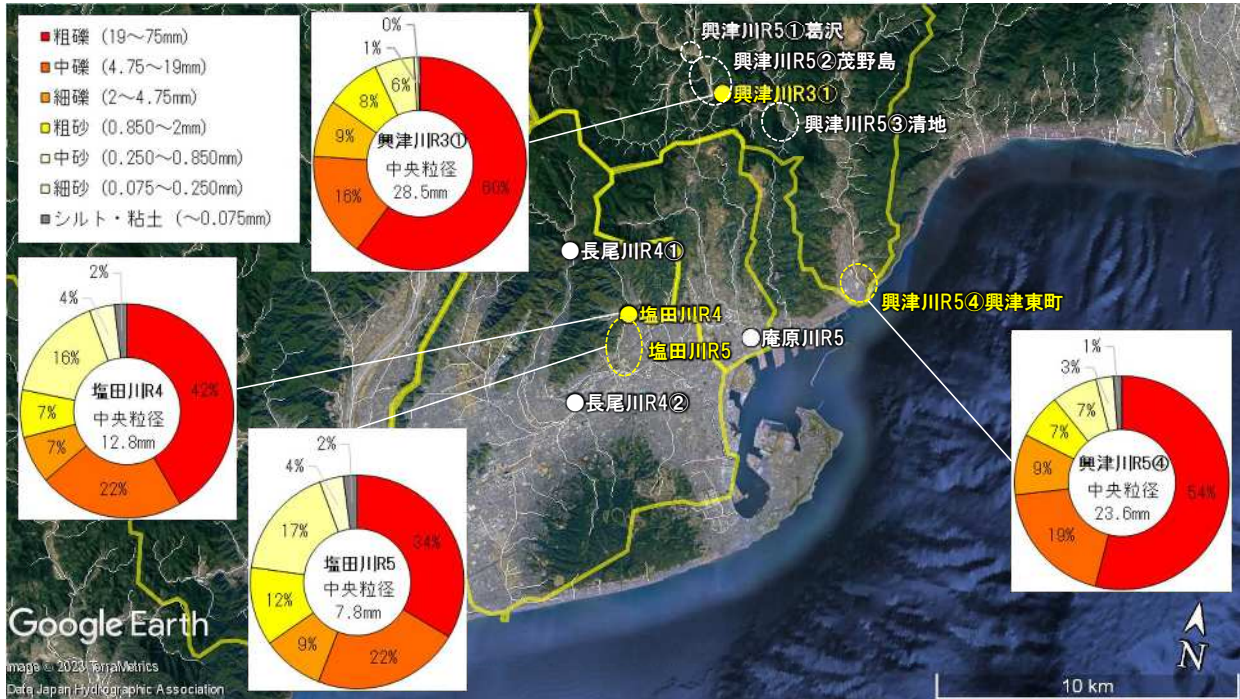 粗礫 (19～75mm)
中礫 (4.75～19mm)
細礫 (2～4.75mm)
粗砂 (0.850～2mm)
中砂 (0.250～0.850mm)
細砂 (0.075～0.250mm)
シルト・粘土 (～0.075mm)
0%
1%
6%
8%
9%
16%
60%
興津川R3①
中央粒径
28.5mm
興津川R5①葛沢
興津川R5②茂野島
興津川R3①
興津川R5③清地
長尾川R4①
塩田川R4
塩田川R5
庵原川R5
長尾川R4②
興津川R5④興津東町
2%
4%
16%
7%
7%
22%
42%
塩田川R4
中央粒径
12.8mm
2%
4%
17%
12%
9%
22%
34%
塩田川R5
中央粒径
7.8mm
1%
3%
7%
7%
9%
19%
54%
興津川R5④
中央粒径
23.6mm
Google Earth
Image © 2023 TerraMetrics
Data Japan Hydrographic Association
N
10 km